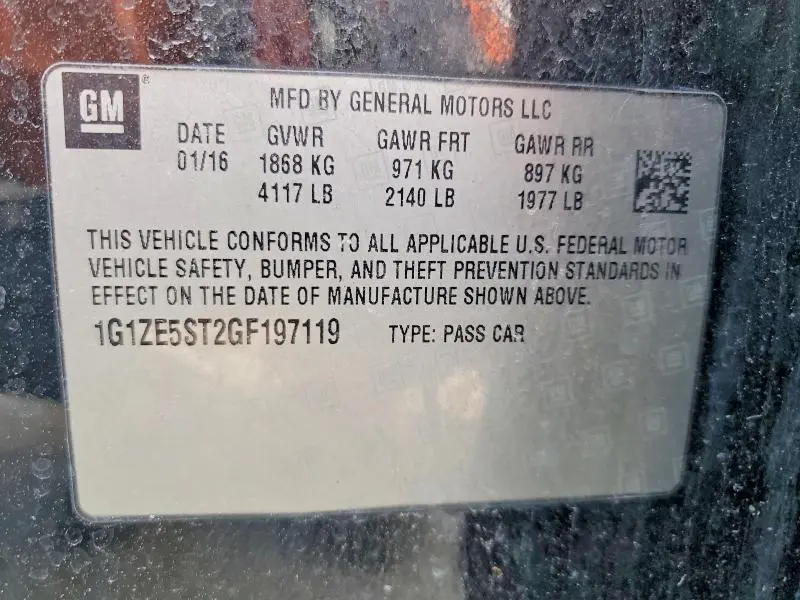 GM ®
MFD BY GENERAL MOTORS LLC
DATE GVWR GAWR FRT GAWR RR
01/16 1868 KG 971 KG 897 KG
4117 LB 2140 LB 1977 LB
THIS VEHICLE CONFORMS TO ALL APPLICABLE U.S. FEDERAL MOTOR
VEHICLE SAFETY, BUMPER, AND THEFT PREVENTION STANDARDS IN
EFFECT ON THE DATE OF MANUFACTURE SHOWN ABOVE.
1G1ZE5ST2GF197119 TYPE: PASS CAR